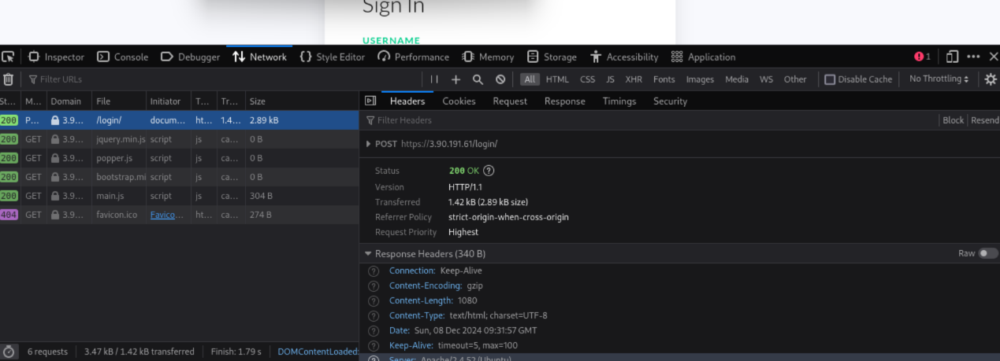 Sign In
USERNAME
Inspector Console Debugger Network Style Editor Performance Memory Storage Accessibility Application 1
Filter URLs All HTML CSS JS XHR Fonts Images Media WS Other Disable Cache No Throttling
St... M... Domain File Initiator T... Tr... Size
200 P... 3.9... /login/ docum... ht... 1.4... 2.89 kB
200 GET 3.9... jquery.min.js script js ca... 0 B
200 GET 3.9... popper.js script js ca... 0 B
200 GET 3.9... bootstrap.mi script js ca... 0 B
200 GET 3.9... main.js script js ca... 304 B
404 GET 3.9... favicon.ico Favico... ht... ca... 274 B
6 requests 3.47 kB / 1.42 kB transferred Finish: 1.79 s DOMContentLoaded:
Headers Cookies Request Response Timings Security
Filter Headers Block Resend
POST https://3.90.191.61/login/
Status 200 OK
Version HTTP/1.1
Transferred 1.42 kB (2.89 kB size)
Referrer Policy strict-origin-when-cross-origin
Request Priority Highest
Response Headers (340 B) Raw
Connection: Keep-Alive
Content-Encoding: gzip
Content-Length: 1080
Content-Type: text/html; charset=UTF-8
Date: Sun, 08 Dec 2024 09:31:57 GMT
Keep-Alive: timeout=5, max=100
Server: Apache/2.4.52 (Ubuntu)